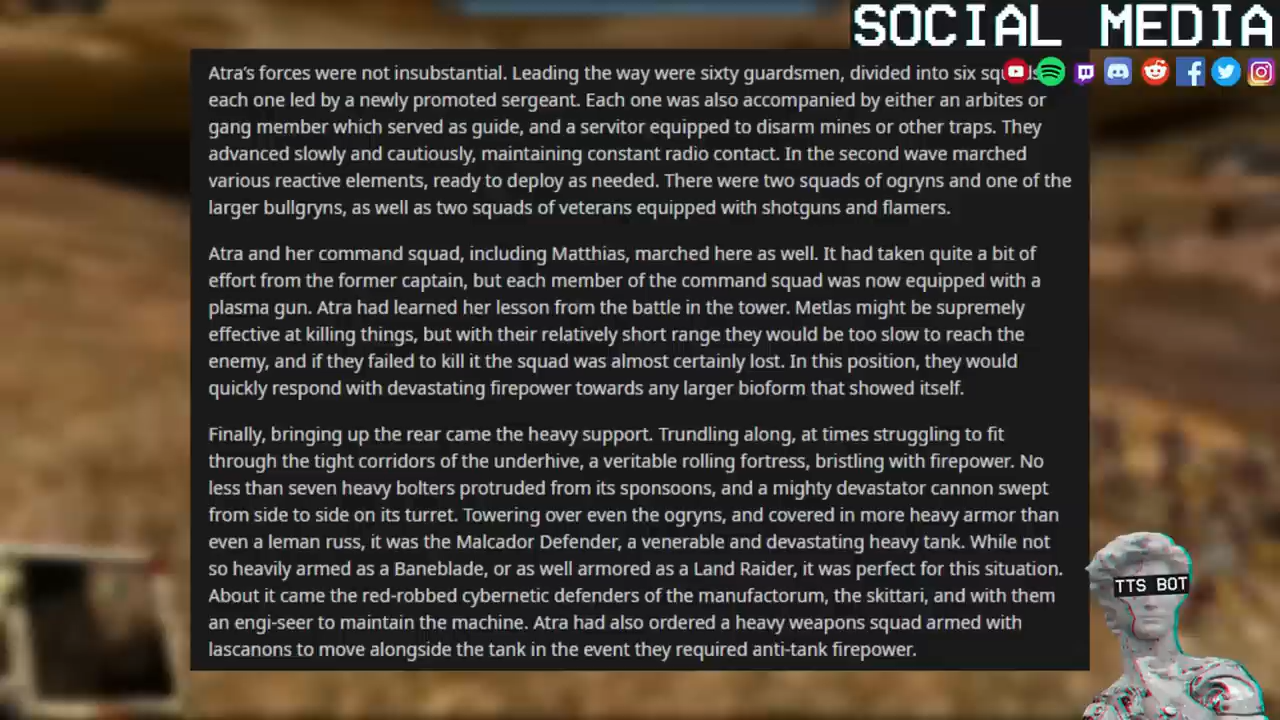 SOCIAL MEDIA
Atra's forces were not insubstantial. Leading the way were sixty guardsmen, divided into six
each one led by a newly promoted sergeant. Each one was also accompanied by either an arbites or
gang member which served as guide, and a servitor equipped to disarm mines or other traps. They
advanced slowly and cautiously, maintaining constant radio contact. In the second wave marched
various reactive elements, ready to deploy as needed. There were two squads of ogryns and one of the
larger bullgryns, as well as two squads of veterans equipped with shotguns and flamers.
Atra and her command squad, including Matthias, marched here as well. It had taken quite a bit of
effort from the former captain, but each member of the command squad was now equipped with a
plasma gun. Atra had learned her lesson from the battle in the tower. Metlas might be supremely
effective at killing things, but with their relatively short range they would be too slow to reach the
enemy, and if they failed to kill it the squad was almost certainly lost. In this position, they would
quickly respond with devastating firepower towards any larger bioform that showed itself.
Finally, bringing up the rear came the heavy support. Trundling along, at times struggling to fit
through the tight corridors of the underhive, a veritable rolling fortress, bristling with firepower. No
less than seven heavy bolters protruded from its sponsoons, and a mighty devastator cannon swept
from side to side on its turret. Towering over even the ogryns, and covered in more heavy armor than
even a leman russ, it was the Malcador Defender, a venerable and devastating heavy tank. While not
so heavily armed as a Baneblade, or as well armored as a Land Raider, it was perfect for this situation.
About it came the red-robbed cybernetic defenders of the manufactorum, the skittari, and with them
an engi-seer to maintain the machine. Atra had also ordered a heavy weapons squad armed with
lascanons to move alongside the tank in the event they required anti-tank firepower.
TTS BOT